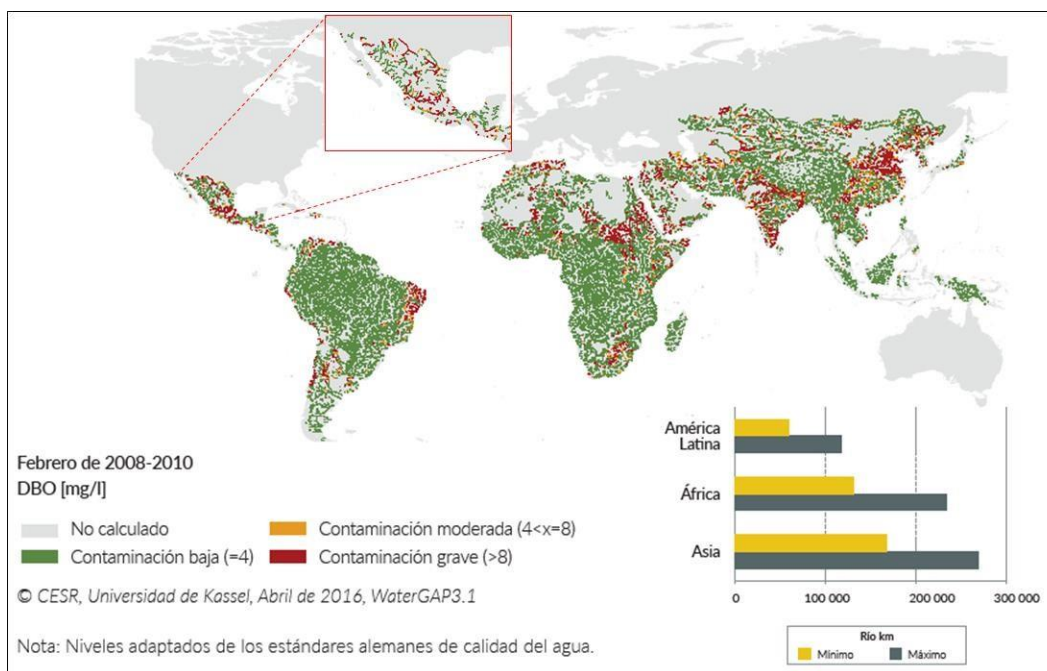 Febrero de 2008-2010
DBO [mg/l]
No calculado
Contaminación baja (=4)
Contaminación moderada (4<x=8)
Contaminación grave (>8)
© CESR, Universidad de Kassel, Abril de 2016, WaterGAP3.1
Nota: Niveles adaptados de los estándares alemanes de calidad del agua.
América
Latina
África
Asia
0 100 000 200 000 300 000
Río km
Mínimo Máximo